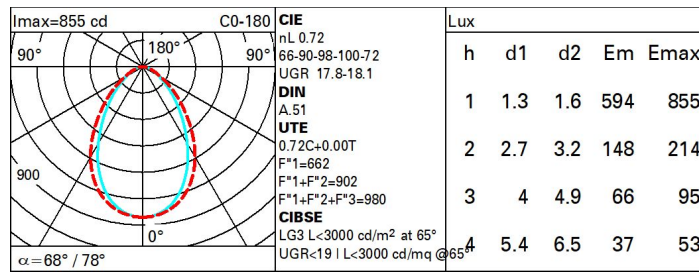 Imax=855 cd C0-180
90° 180° 90°
900
0°
α=68° / 78°
CIE
nL 0.72
66-90-98-100-72
UGR 17.8-18.1
DIN
A.51
UTE
0.72C+0.00T
F"1=662
F"1+F"2=902
F"1+F"2+F"3=980
CIBSE
LG3 L<3000 cd/m² at 65°
UGR<19 | L<3000 cd/mq @65°
Lux
h d1 d2 Em Emax
1 1.3 1.6 594 855
2 2.7 3.2 148 214
3 4 4.9 66 95
4 5.4 6.5 37 53